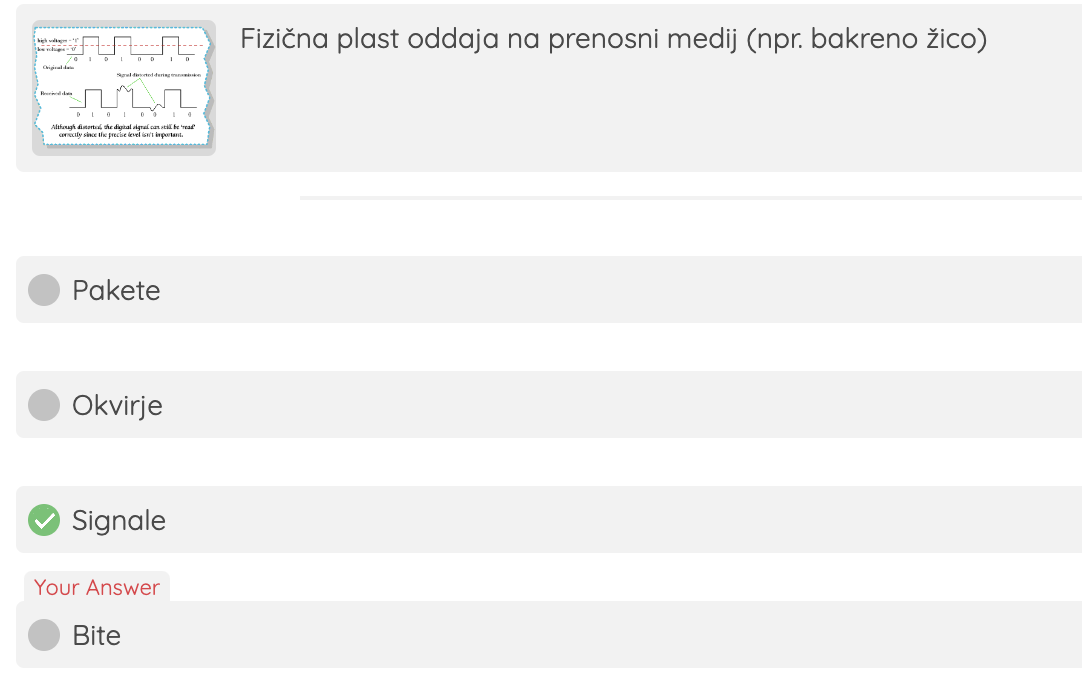 Fizična plast oddaja na prenosni medij (npr. bakreno žico)
high voltages = '1'
low voltages = '0'
0 1 0 1 0 0 1 0
Original data
Signal distorted during transmission
Received data
0 1 0 1 0 0 1 0
Although distorted, the digital signal can still be 'read'
correctly since the precise level isn't important.
Pakete
Okvirje
Signale
Your Answer
Bite